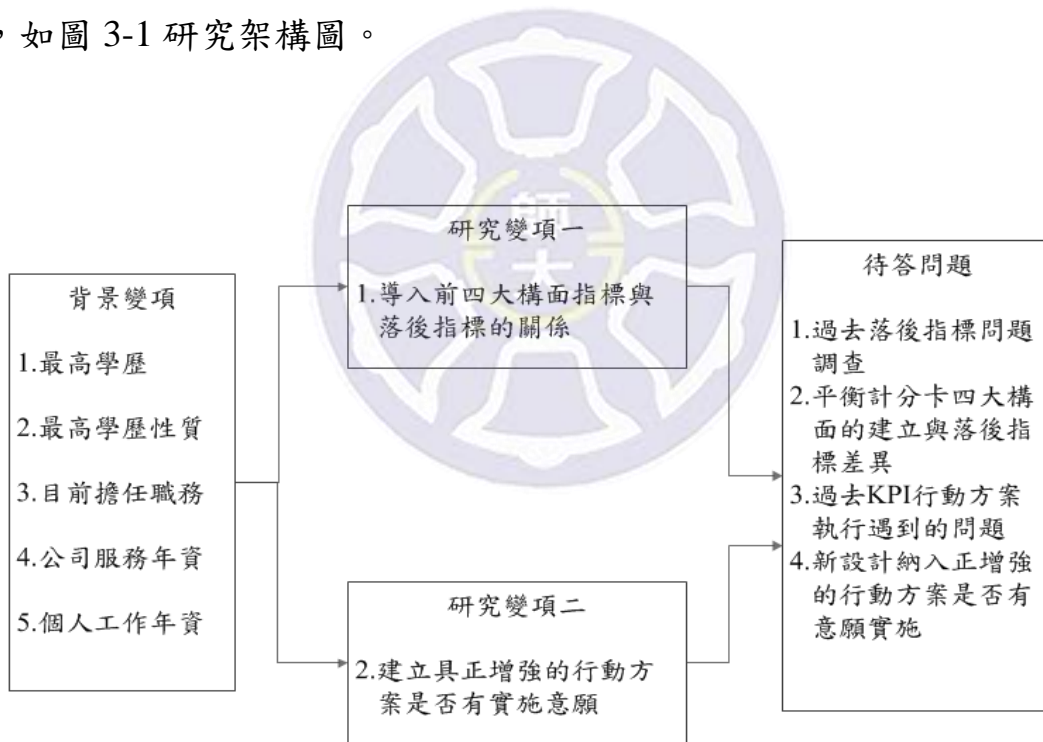 ，如圖 3-1 研究架構圖。
師大
背景變項
1.最高學歷
2.最高學歷性質
3.目前擔任職務
4.公司服務年資
5.個人工作年資
研究變項一
1.導入前四大構面指標與
落後指標的關係
研究變項二
2.建立具正增強的行動方
案是否有實施意願
待答問題
1.過去落後指標問題
調查
2.平衡計分卡四大構
面的建立與落後指
標差異
3.過去KPI行動方案
執行遇到的問題
4.新設計納入正增強
的行動方案是否有
意願實施